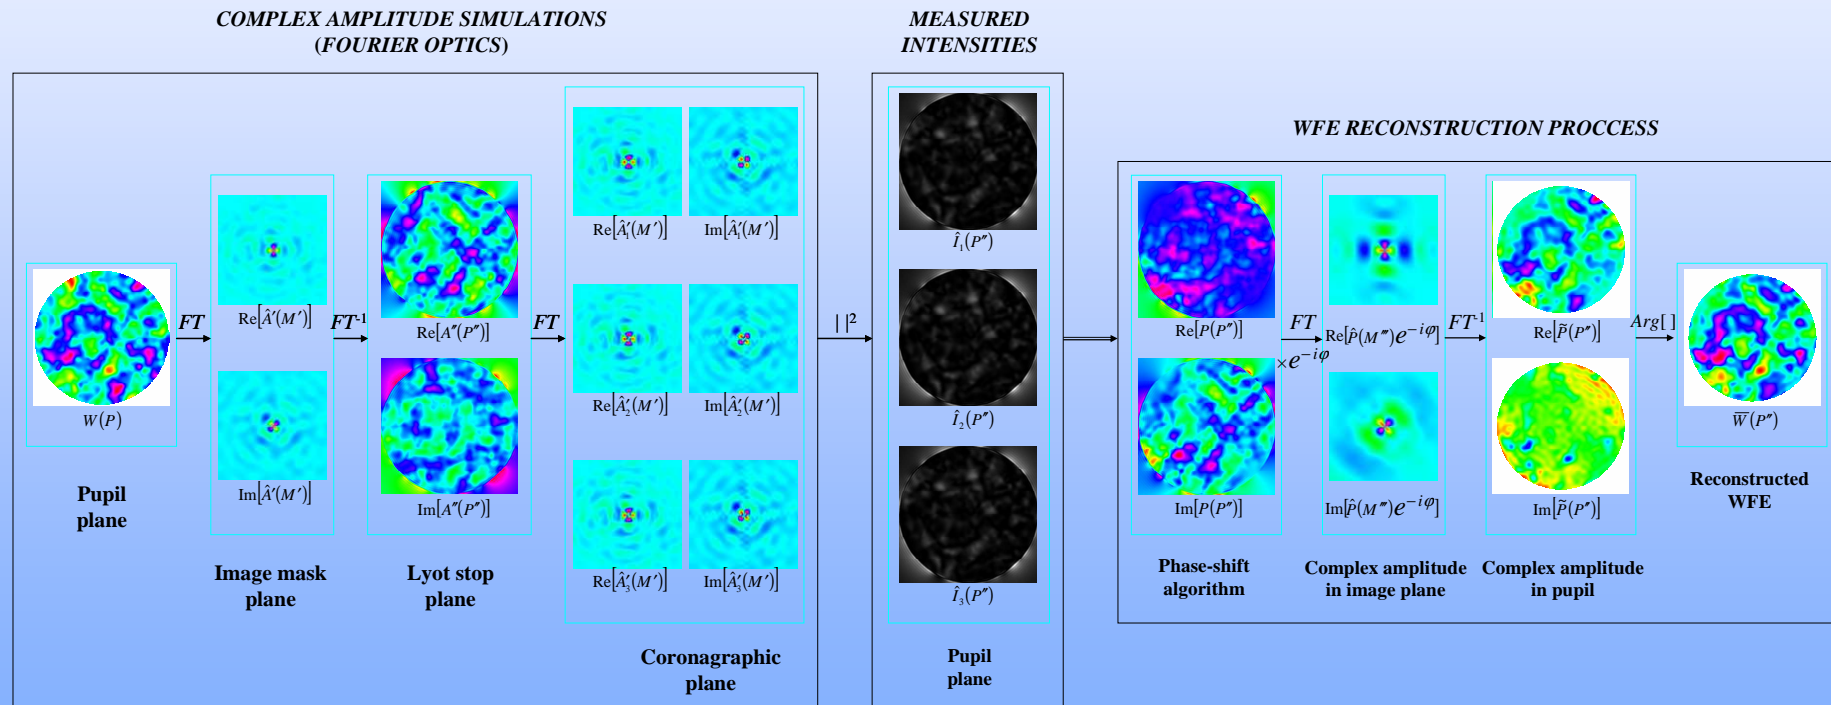 COMPLEX AMPLITUDE SIMULATIONS
(FOURIER OPTICS)
MEASURED
INTENSITIES
WFE RECONSTRUCTION PROCCESS
W(P)
Pupil
plane
FT
Re[Â′(M′)]
Im[Â′(M′)]
Image mask
plane
FT-1
Re[A″(P″)]
Im[A″(P″)]
Lyot stop
plane
FT
Re[Â′₁(M′)]
Im[Â′₁(M′)]
Re[Â′₂(M′)]
Im[Â′₂(M′)]
Re[Â′₃(M′)]
Im[Â′₃(M′)]
Coronagraphic
plane
| |²
Î₁(P″)
Î₂(P″)
Î₃(P″)
Pupil
plane
Re[P(P″)]
Im[P(P″)]
Phase-shift
algorithm
FT
×e^{-iφ}
Re[P̂(M‴)e^{-iφ}]
Im[P̂(M‴)e^{-iφ}]
Complex amplitude
in image plane
FT-1
Re[P̃(P″)]
Im[P̃(P″)]
Complex amplitude
in pupil
Arg[ ]
W̅(P″)
Reconstructed
WFE